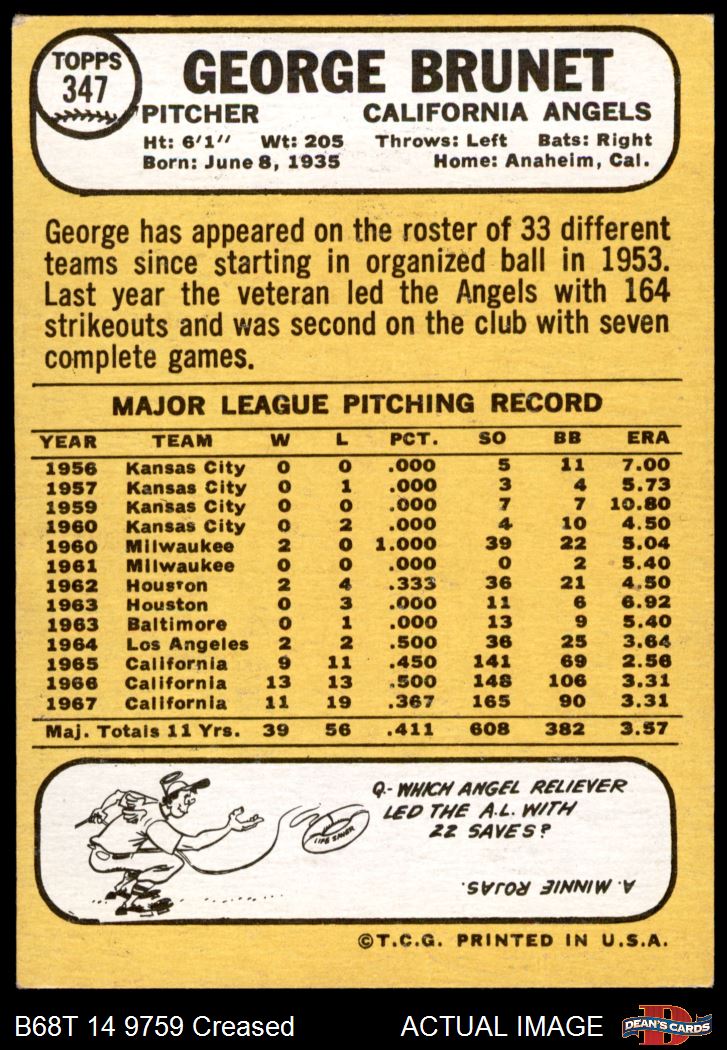 TOPPS
347
GEORGE BRUNET
PITCHER CALIFORNIA ANGELS
Ht: 6'1" Wt: 205 Throws: Left Bats: Right
Born: June 8, 1935 Home: Anaheim, Cal.
George has appeared on the roster of 33 different
teams since starting in organized ball in 1953.
Last year the veteran led the Angels with 164
strikeouts and was second on the club with seven
complete games.
MAJOR LEAGUE PITCHING RECORD
YEAR TEAM W L PCT. SO BB ERA
1956 Kansas City 0 0 .000 5 11 7.00
1957 Kansas City 0 1 .000 3 4 5.73
1959 Kansas City 0 0 .000 7 7 10.80
1960 Kansas City 0 2 .000 4 10 4.50
1960 Milwaukee 2 0 1.000 39 22 5.04
1961 Milwaukee 0 0 .000 0 2 5.40
1962 Houston 2 4 .333 36 21 4.50
1963 Houston 0 3 .000 11 6 6.92
1963 Baltimore 0 1 .000 13 9 5.40
1964 Los Angeles 2 2 .500 36 25 3.64
1965 California 9 11 .450 141 69 2.56
1966 California 13 13 .500 148 106 3.31
1967 California 11 19 .367 165 90 3.31
Maj. Totals 11 Yrs. 39 56 .411 608 382 3.57
Q- WHICH ANGEL RELIEVER
LED THE A.L. WITH
22 SAVES?
LIFE SAVER
A. MINNIE ROJAS.
©T.C.G. PRINTED IN U.S.A.
B68T 14 9759 Creased ACTUAL IMAGE
D
DEAN'S CARDS